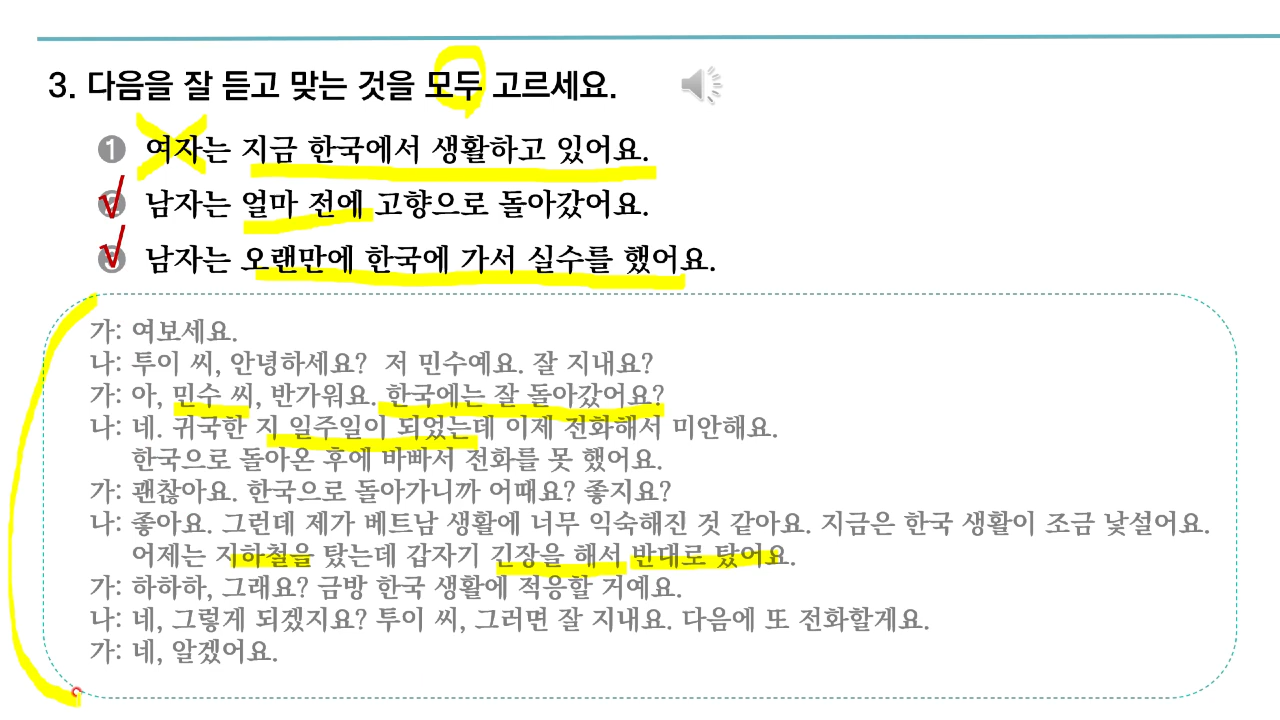 3. 다음을 잘 듣고 맞는 것을 모두 고르세요.
1 여자는 지금 한국에서 생활하고 있어요.
남자는 얼마 전에 고향으로 돌아갔어요.
남자는 오랜만에 한국에 가서 실수를 했어요.
가: 여보세요.
나: 투이 씨, 안녕하세요? 저 민수예요. 잘 지내요?
가: 아, 민수 씨, 반가워요. 한국에는 잘 돌아갔어요?
나: 네. 귀국한 지 일주일이 되었는데 이제 전화해서 미안해요.
한국으로 돌아온 후에 바빠서 전화를 못 했어요.
가: 괜찮아요. 한국으로 돌아가니까 어때요? 좋지요?
나: 좋아요. 그런데 제가 베트남 생활에 너무 익숙해진 것 같아요. 지금은 한국 생활이 조금 낯설어요.
어제는 지하철을 탔는데 갑자기 긴장을 해서 반대로 탔어요.
가: 하하하, 그래요? 금방 한국 생활에 적응할 거예요.
나: 네, 그렇게 되겠지요? 투이 씨, 그러면 잘 지내요. 다음에 또 전화할게요.
가: 네, 알겠어요.